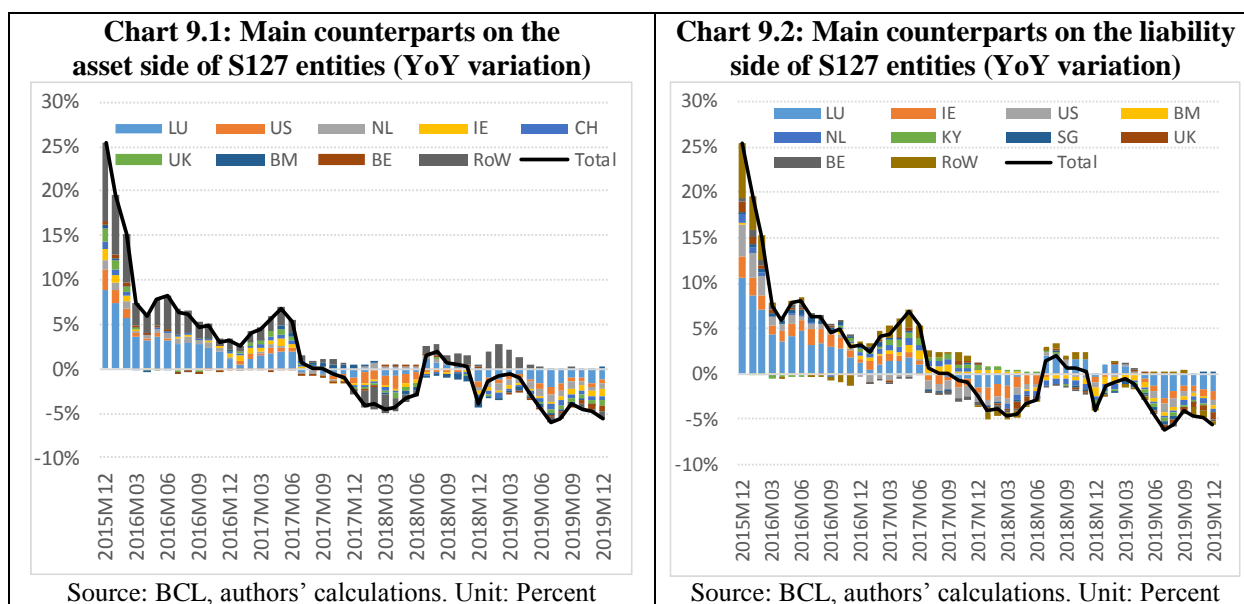 Chart 9.1: Main counterparts on the
asset side of S127 entities (YoY variation)
30%
25%
20%
15%
10%
5%
0%
-5%
-10%
LU US NL IE CH
UK BM BE RoW Total
2015M12
2016M03
2016M06
2016M09
2016M12
2017M03
2017M06
2017M09
2017M12
2018M03
2018M06
2018M09
2018M12
2019M03
2019M06
2019M09
2019M12
Source: BCL, authors’ calculations. Unit: Percent
Chart 9.2: Main counterparts on the liability
side of S127 entities (YoY variation)
30%
25%
20%
15%
10%
5%
0%
-5%
-10%
LU IE US BM
NL KY SG UK
BE RoW Total
2015M12
2016M03
2016M06
2016M09
2016M12
2017M03
2017M06
2017M09
2017M12
2018M03
2018M06
2018M09
2018M12
2019M03
2019M06
2019M09
2019M12
Source: BCL, authors’ calculations. Unit: Percent